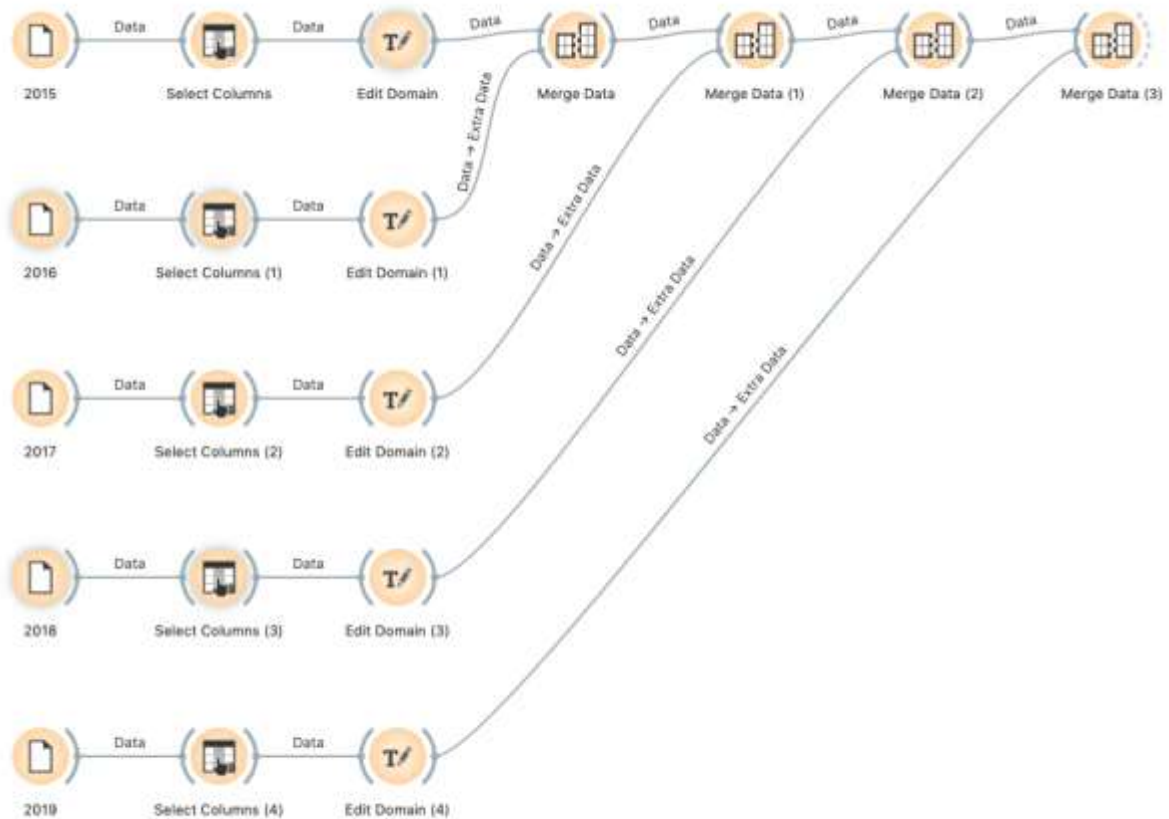 Data Data Data Data Data Data
2015 Select Columns Edit Domain Merge Data Merge Data (1) Merge Data (2) Merge Data (3)
Data → Extra Data
Data Data
2016 Select Columns (1) Edit Domain (1)
Data → Extra Data
Data Data
2017 Select Columns (2) Edit Domain (2)
Data → Extra Data
Data Data
2018 Select Columns (3) Edit Domain (3)
Data → Extra Data
Data Data
2019 Select Columns (4) Edit Domain (4)